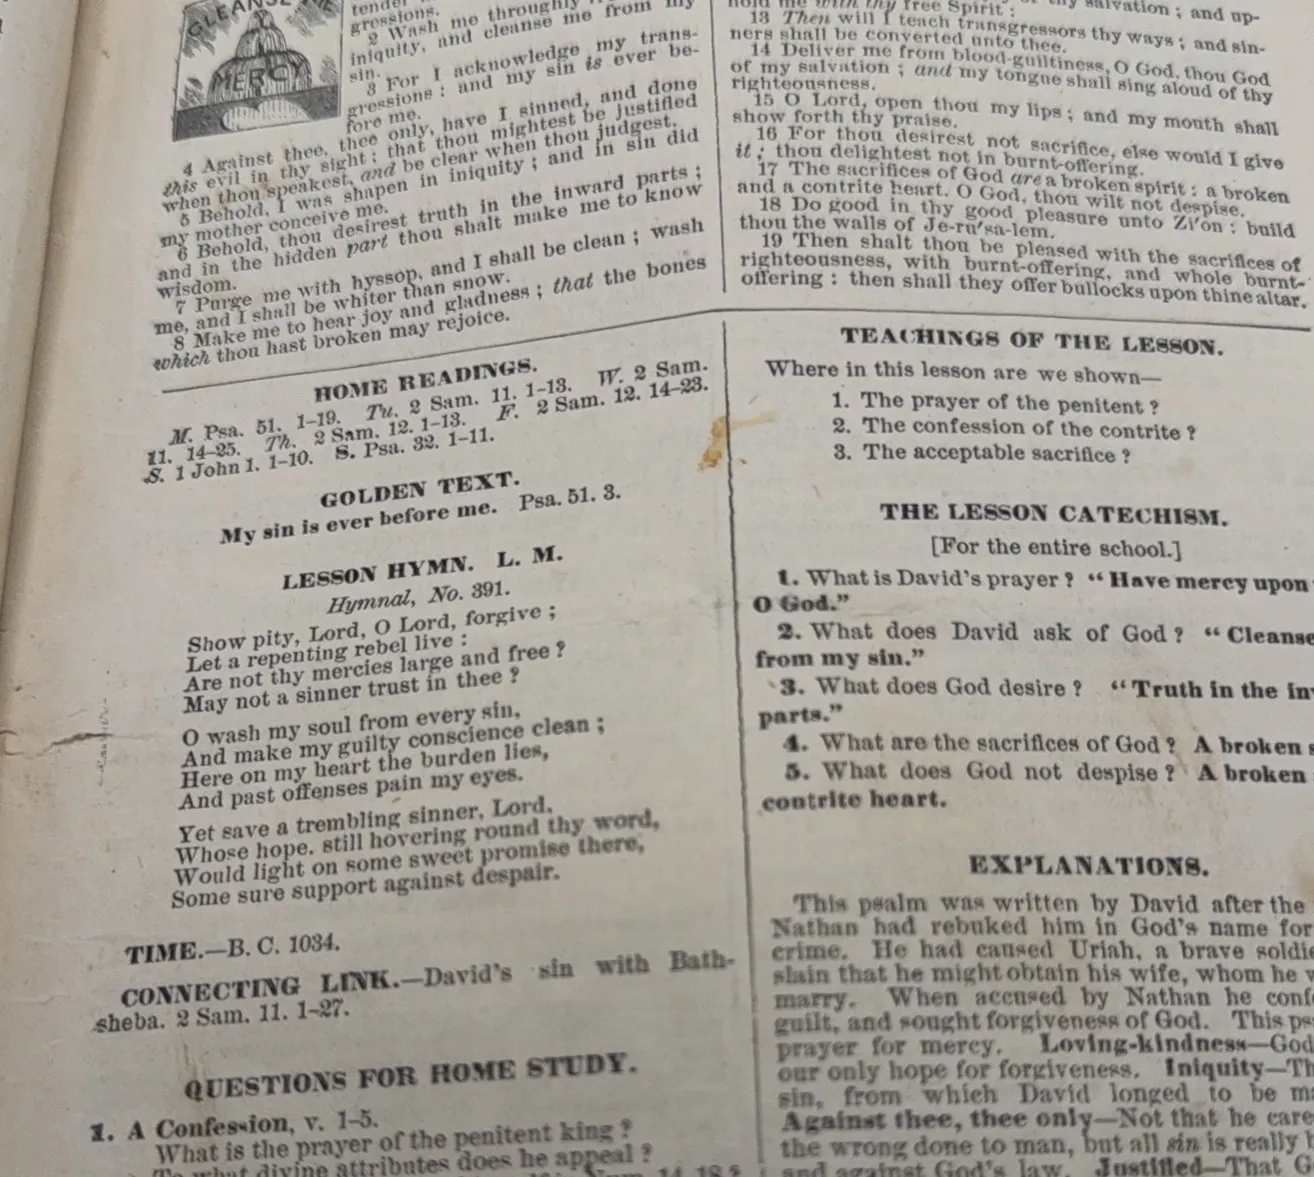 CLEANSE ME
MERCY
tender
gressions.
2 Wash me throughly
iniquity, and cleanse me from my
sin.
3 For I acknowledge my trans-
gressions: and my sin is ever be-
fore me.
4 Against thee, thee only, have I sinned, and done
this evil in thy sight: that thou mightest be justified
when thou speakest, and be clear when thou judgest.
5 Behold, I was shapen in iniquity; and in sin did
my mother conceive me.
6 Behold, thou desirest truth in the inward parts;
and in the hidden part thou shalt make me to know
wisdom.
7 Purge me with hyssop, and I shall be clean; wash
me, and I shall be whiter than snow.
8 Make me to hear joy and gladness; that the bones
which thou hast broken may rejoice.
HOME READINGS.
M. Psa. 51. 1-19. Tu. 2 Sam. 11. 1-13. W. 2 Sam.
11. 14-25. Th. 2 Sam. 12. 1-13. F. 2 Sam. 12. 14-23.
S. 1 John 1. 1-10. S. Psa. 32. 1-11.
GOLDEN TEXT.
My sin is ever before me. Psa. 51. 3.
LESSON HYMN. L. M.
Hymnal, No. 391.
Show pity, Lord, O Lord, forgive;
Let a repenting rebel live:
Are not thy mercies large and free?
May not a sinner trust in thee?
O wash my soul from every sin,
And make my guilty conscience clean;
Here on my heart the burden lies,
And past offenses pain my eyes.
Yet save a trembling sinner, Lord,
Whose hope, still hovering round thy word,
Would light on some sweet promise there,
Some sure support against despair.
TIME.—B. C. 1034.
CONNECTING LINK.—David's sin with Bath-
sheba. 2 Sam. 11. 1-27.
QUESTIONS FOR HOME STUDY.
1. A Confession, v. 1-5.
What is the prayer of the penitent king?
To what divine attributes does he appeal?
14. 18?
salvation; and up-
hold me with thy free Spirit:
13 Then will I teach transgressors thy ways; and sin-
ners shall be converted unto thee.
14 Deliver me from blood-guiltiness, O God, thou God
of my salvation; and my tongue shall sing aloud of thy
righteousness.
15 O Lord, open thou my lips; and my mouth shall
show forth thy praise.
16 For thou desirest not sacrifice, else would I give
it: thou delightest not in burnt-offering.
17 The sacrifices of God are a broken spirit: a broken
and a contrite heart, O God, thou wilt not despise.
18 Do good in thy good pleasure unto Zi'on: build
thou the walls of Je-ru'sa-lem.
19 Then shalt thou be pleased with the sacrifices of
righteousness, with burnt-offering, and whole burnt-
offering: then shall they offer bullocks upon thine altar.
TEACHINGS OF THE LESSON.
Where in this lesson are we shown—
1. The prayer of the penitent?
2. The confession of the contrite?
3. The acceptable sacrifice?
THE LESSON CATECHISM.
[For the entire school.]
1. What is David's prayer? "Have mercy upon
O God."
2. What does David ask of God? "Cleanse
from my sin."
3. What does God desire? "Truth in the in
parts."
4. What are the sacrifices of God? A broken
5. What does God not despise? A broken
contrite heart.
EXPLANATIONS.
This psalm was written by David after the
Nathan had rebuked him in God's name for
crime. He had caused Uriah, a brave soldie
slain that he might obtain his wife, whom he
marry. When accused by Nathan he conf
guilt, and sought forgiveness of God. This ps
prayer for mercy. Loving-kindness—God
our only hope for forgiveness. Iniquity—Th
sin, from which David longed to be ma
Against thee, thee only—Not that he care
the wrong done to man, but all sin is really
and against God's law. Justified—That G